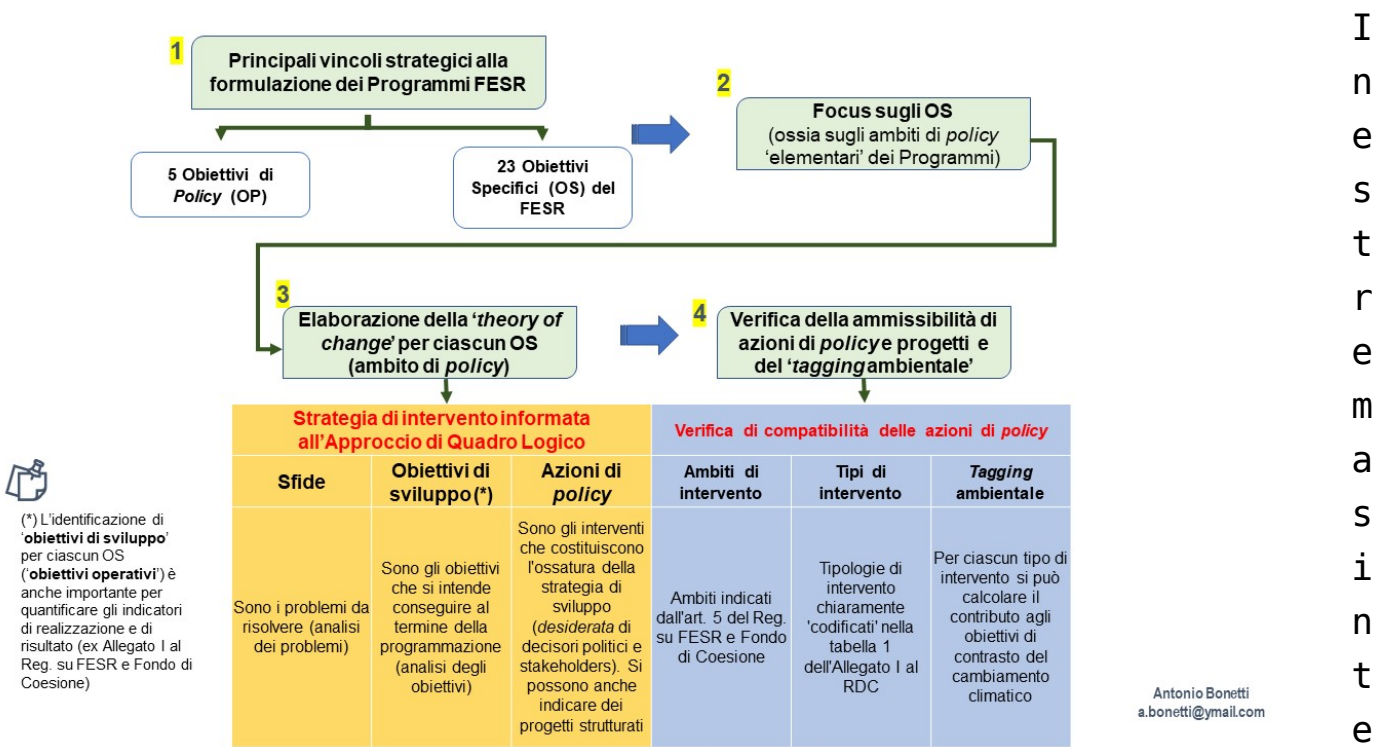 1
Principali vincoli strategici alla
formulazione dei Programmi FESR
5 Obiettivi di
Policy (OP)
23 Obiettivi
Specifici (OS) del
FESR
2
Focus sugli OS
(ossia sugli ambiti di policy
‘elementari’ dei Programmi)
3
Elaborazione della ‘theory of
change’ per ciascun OS
(ambito di policy)
4
Verifica della ammissibilità di
azioni di policy e progetti e
del ‘tagging ambientale’
Strategia di intervento informata
all’Approccio di Quadro Logico
Verifica di compatibilità delle azioni di policy
Sfide
Obiettivi di
sviluppo (*)
Azioni di
policy
Ambiti di
intervento
Tipi di
intervento
Tagging
ambientale
Sono i problemi da
risolvere (analisi
dei problemi)
Sono gli obiettivi
che si intende
conseguire al
termine della
programmazione
(analisi degli
obiettivi)
Sono gli interventi
che costituiscono
l'ossatura della
strategia di
sviluppo
(desiderata di
decisori politici e
stakeholders). Si
possono anche
indicare dei
progetti strutturati
Ambiti indicati
dall'art. 5 del Reg.
su FESR e Fondo
di Coesione
Tipologie di
intervento
chiaramente
'codificati' nella
tabella 1
dell'Allegato I al
RDC
Per ciascun tipo di
intervento si può
calcolare il
contributo agli
obiettivi di
contrasto del
cambiamento
climatico
(*) L’identificazione di
‘obiettivi di sviluppo’
per ciascun OS
(‘obiettivi operativi’) è
anche importante per
quantificare gli indicatori
di realizzazione e di
risultato (ex Allegato I al
Reg. su FESR e Fondo di
Coesione)
Antonio Bonetti
a.bonetti@ymail.com
I
n
e
s
t
r
e
m
a
s
i
n
t
e